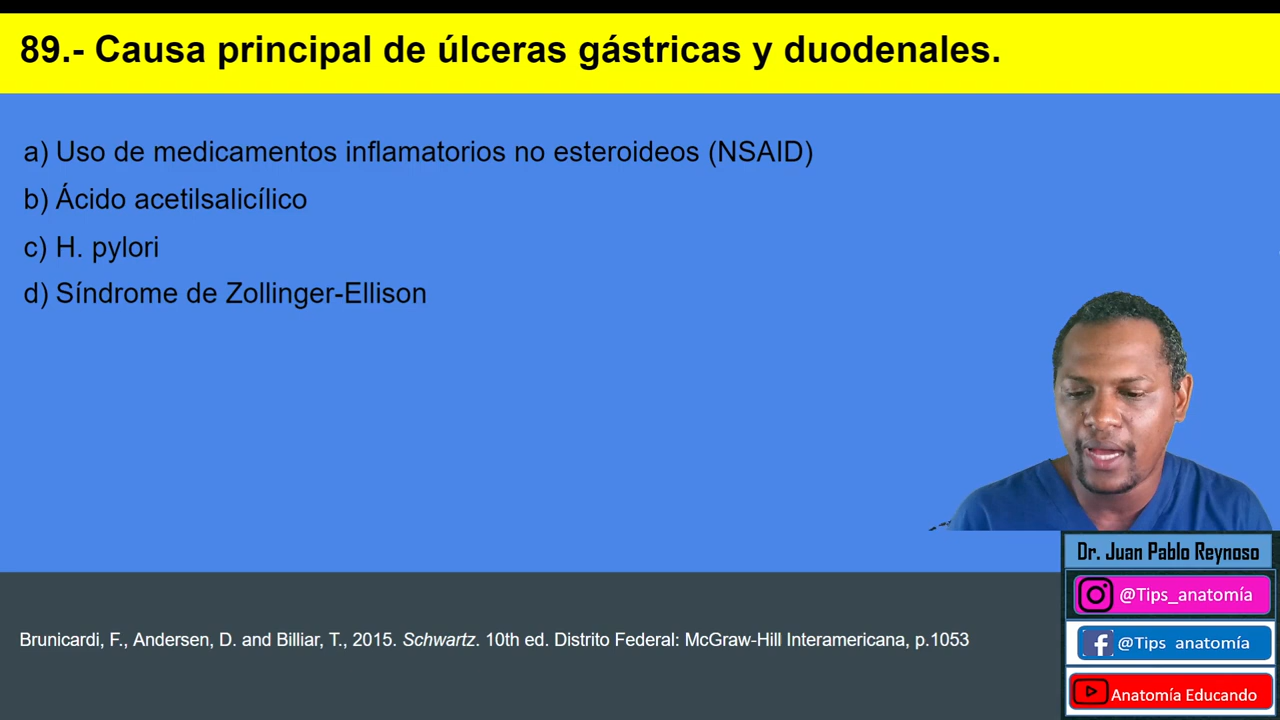 89.- Causa principal de úlceras gástricas y duodenales.
a) Uso de medicamentos inflamatorios no esteroideos (NSAID)
b) Ácido acetilsalicílico
c) H. pylori
d) Síndrome de Zollinger-Ellison
Dr. Juan Pablo Reynoso
@Tips_anatomía
@Tips anatomía
Anatomía Educando
Brunicardi, F., Andersen, D. and Billiar, T., 2015. Schwartz. 10th ed. Distrito Federal: McGraw-Hill Interamericana, p.1053